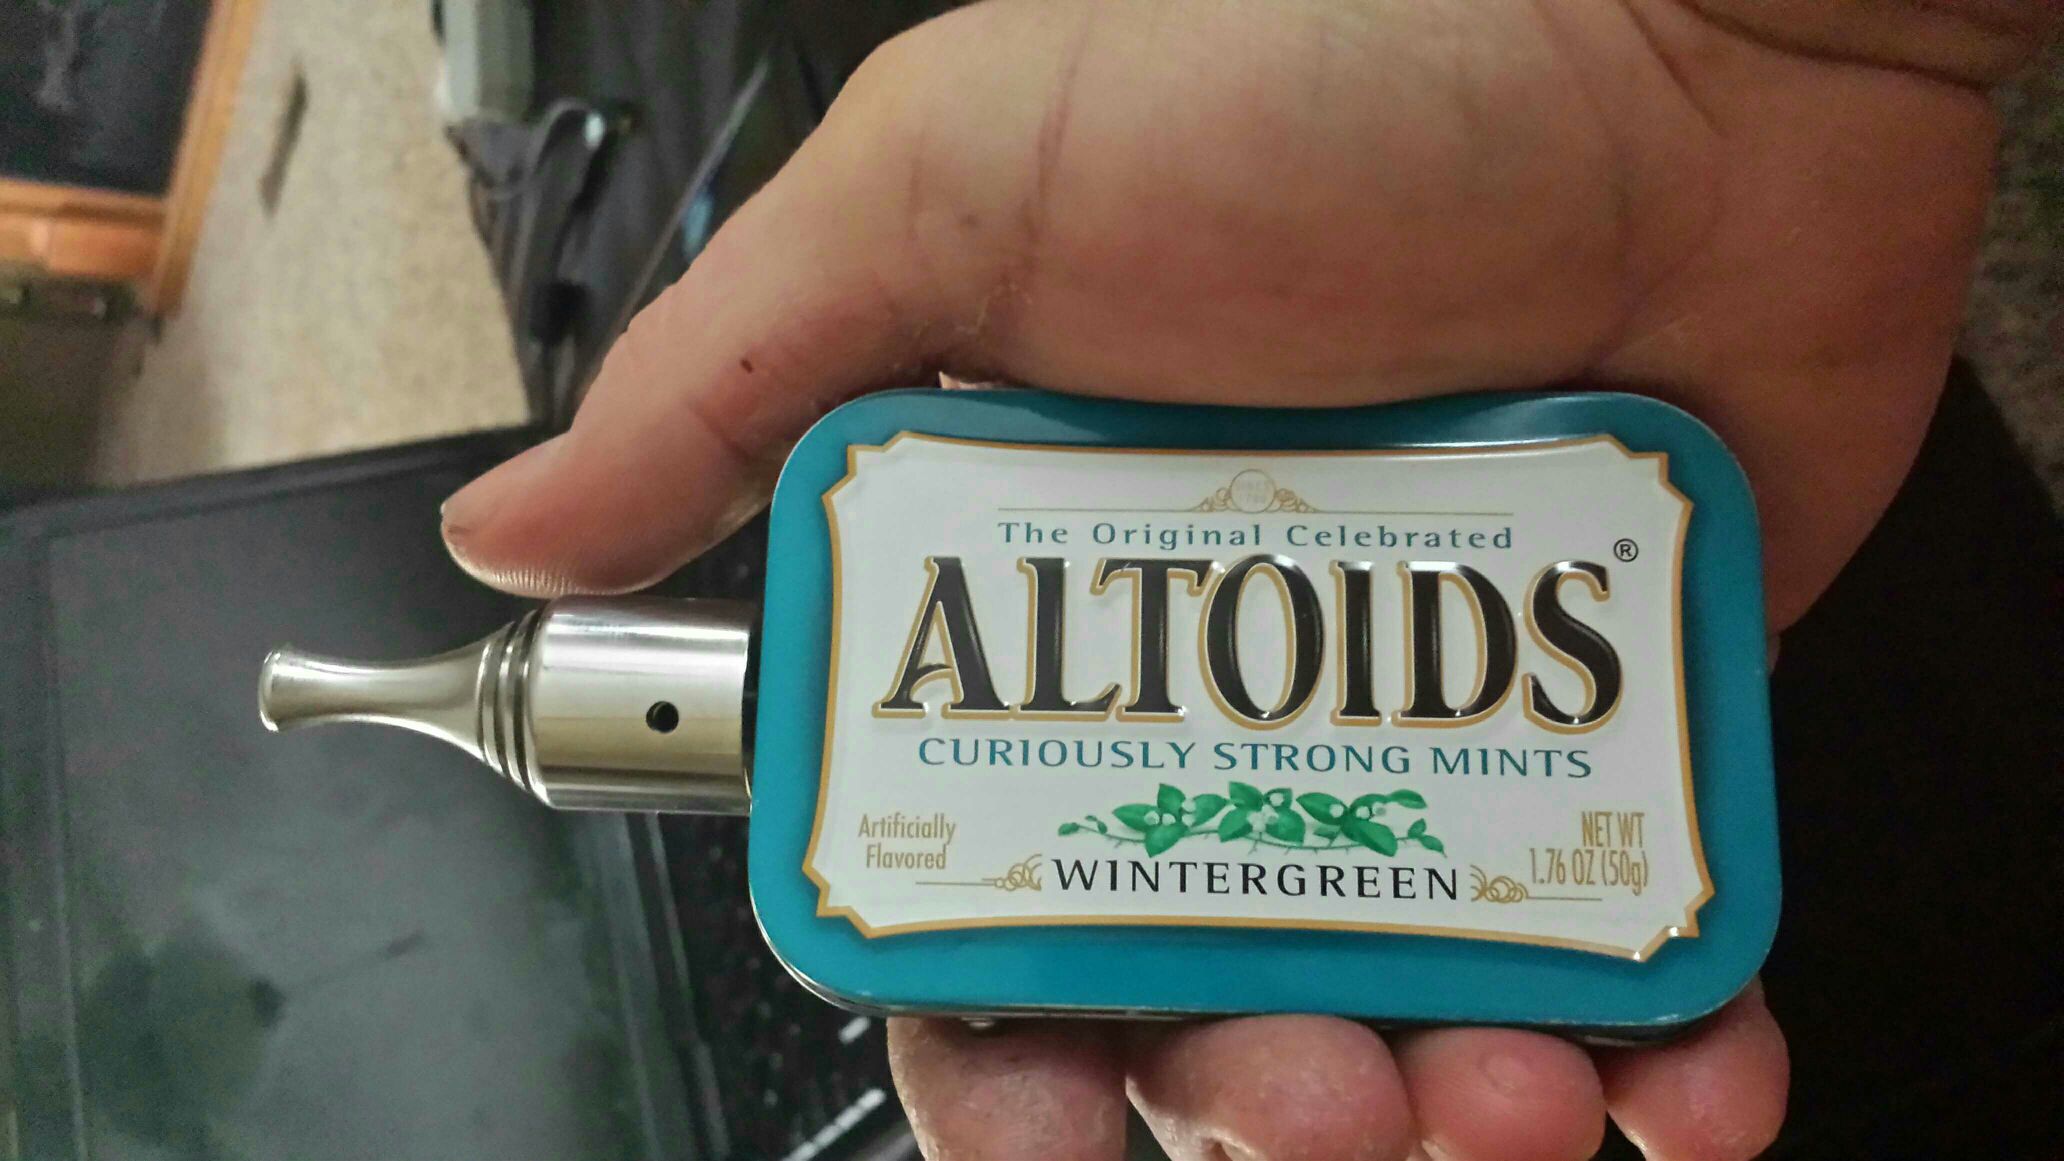 The Original Celebrated
ALTOIDS®
CURIOUSLY STRONG MINTS
Artificially
Flavored
WINTERGREEN
NET WT
1.76 OZ (50g)